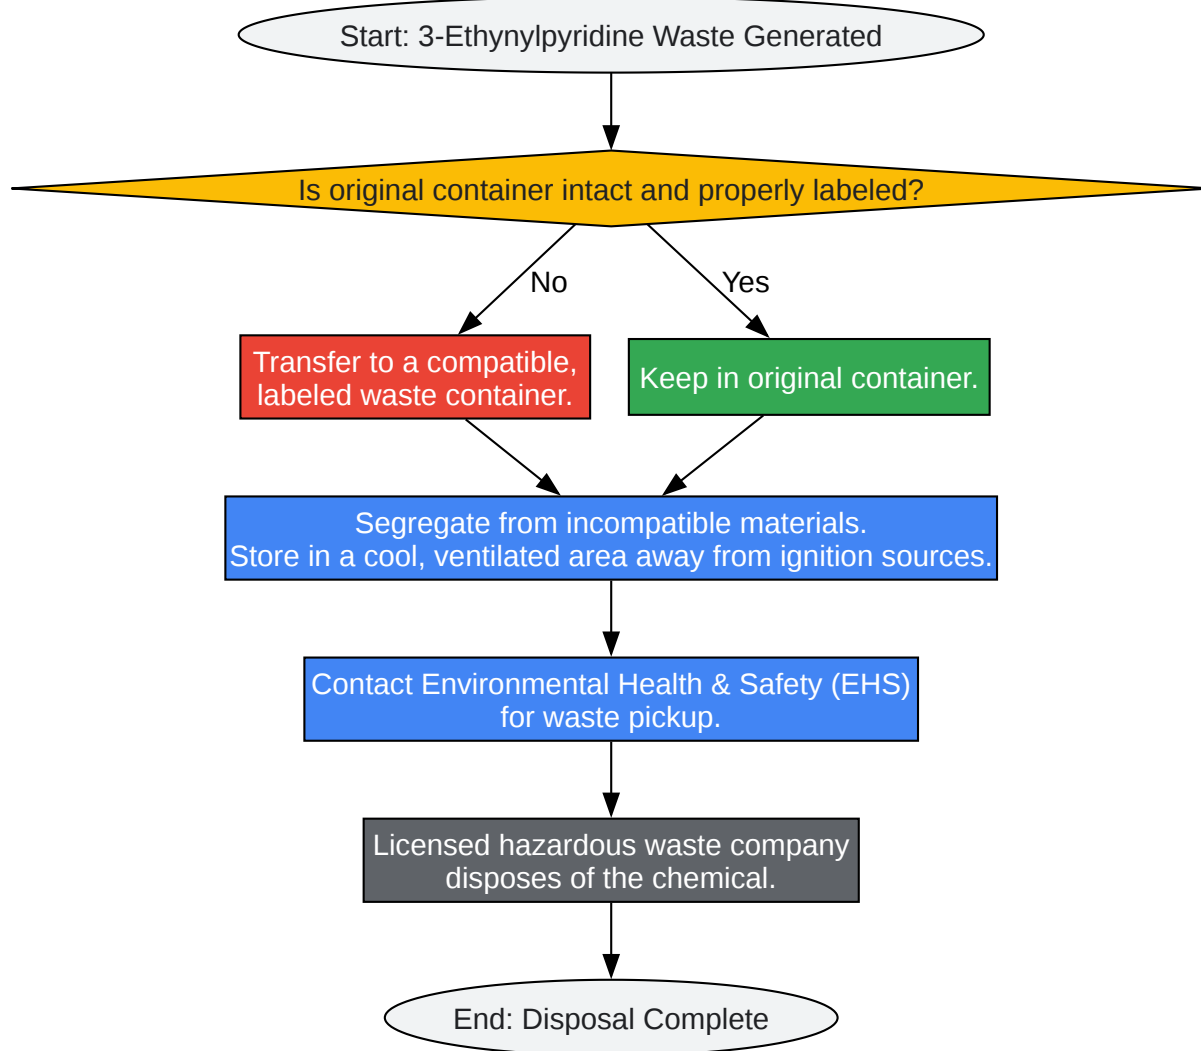 Start: 3-Ethynylpyridine Waste Generated
Is original container intact and properly labeled?
No
Yes
Transfer to a compatible,
labeled waste container.
Keep in original container.
Segregate from incompatible materials.
Store in a cool, ventilated area away from ignition sources.
Contact Environmental Health & Safety (EHS)
for waste pickup.
Licensed hazardous waste company
disposes of the chemical.
End: Disposal Complete